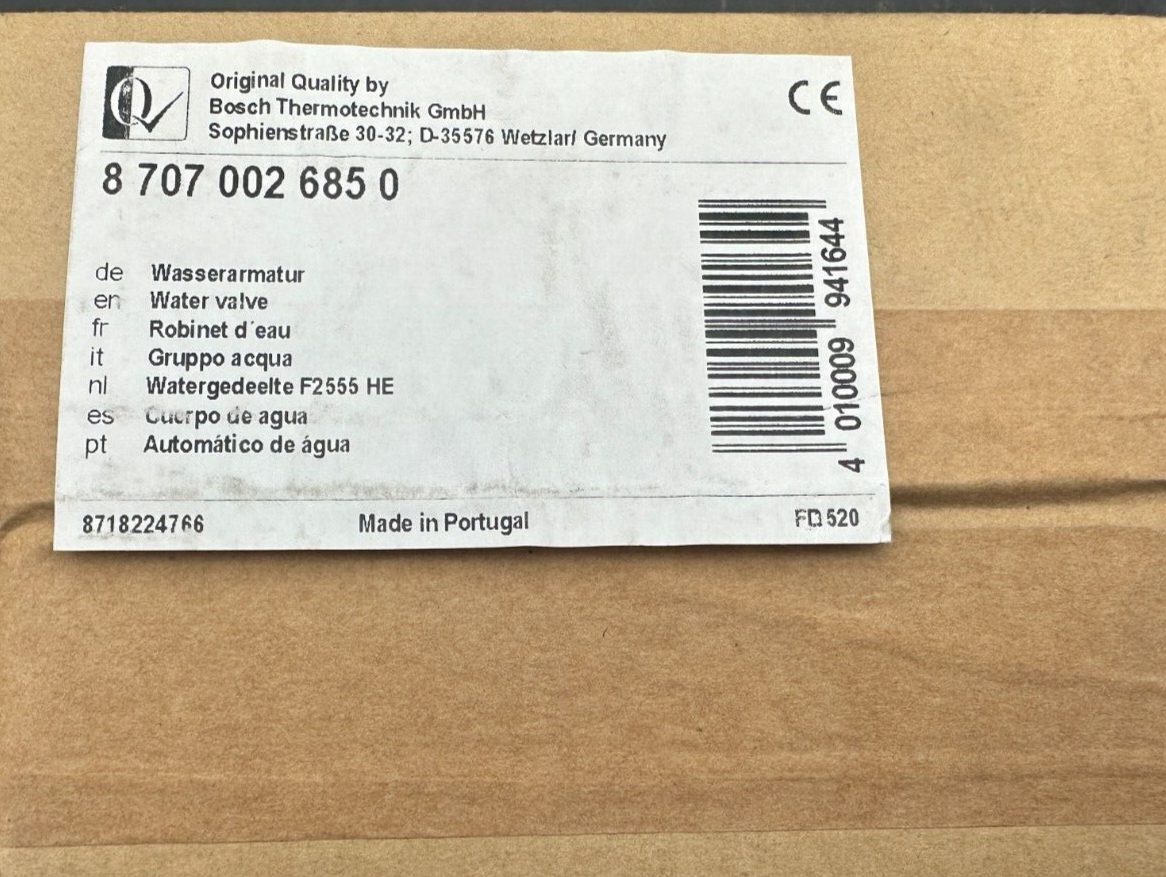 Q
Original Quality by
Bosch Thermotechnik GmbH
Sophienstraße 30-32; D-35576 Wetzlar/ Germany
CE
8 707 002 685 0
de Wasserarmatur
en Water valve
fr Robinet d´eau
it Gruppo acqua
nl Watergedeelte F2555 HE
es Cuerpo de agua
pt Automático de água
4 010009 941644
8718224766 Made in Portugal FD 520